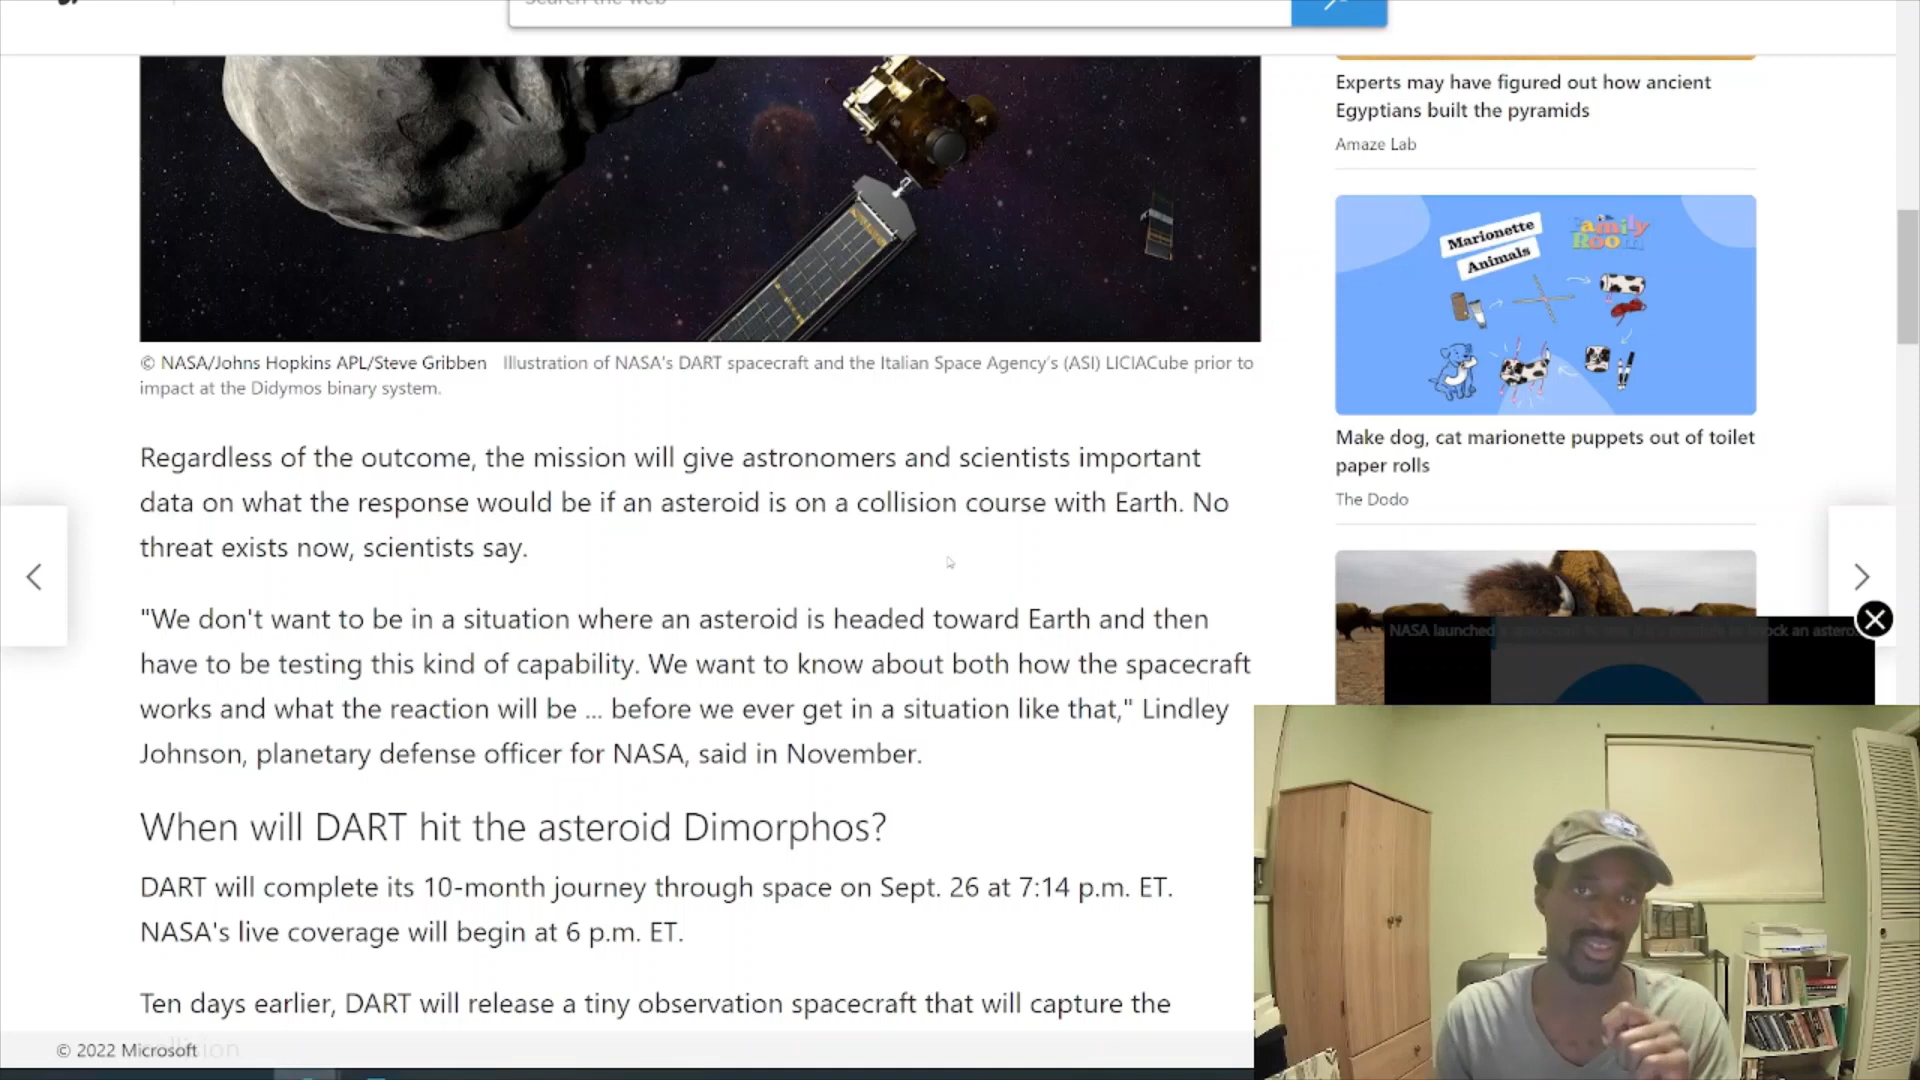 Search the web
© NASA/Johns Hopkins APL/Steve Gribben Illustration of NASA's DART spacecraft and the Italian Space Agency's (ASI) LICIACube prior to
impact at the Didymos binary system.
Regardless of the outcome, the mission will give astronomers and scientists important
data on what the response would be if an asteroid is on a collision course with Earth. No
threat exists now, scientists say.
"We don't want to be in a situation where an asteroid is headed toward Earth and then
have to be testing this kind of capability. We want to know about both how the spacecraft
works and what the reaction will be ... before we ever get in a situation like that," Lindley
Johnson, planetary defense officer for NASA, said in November.
When will DART hit the asteroid Dimorphos?
DART will complete its 10-month journey through space on Sept. 26 at 7:14 p.m. ET.
NASA's live coverage will begin at 6 p.m. ET.
Ten days earlier, DART will release a tiny observation spacecraft that will capture the
© 2022 Microsoft
Experts may have figured out how ancient
Egyptians built the pyramids
Amaze Lab
Marionette
Animals
Family
Room
Make dog, cat marionette puppets out of toilet
paper rolls
The Dodo
NASA launched